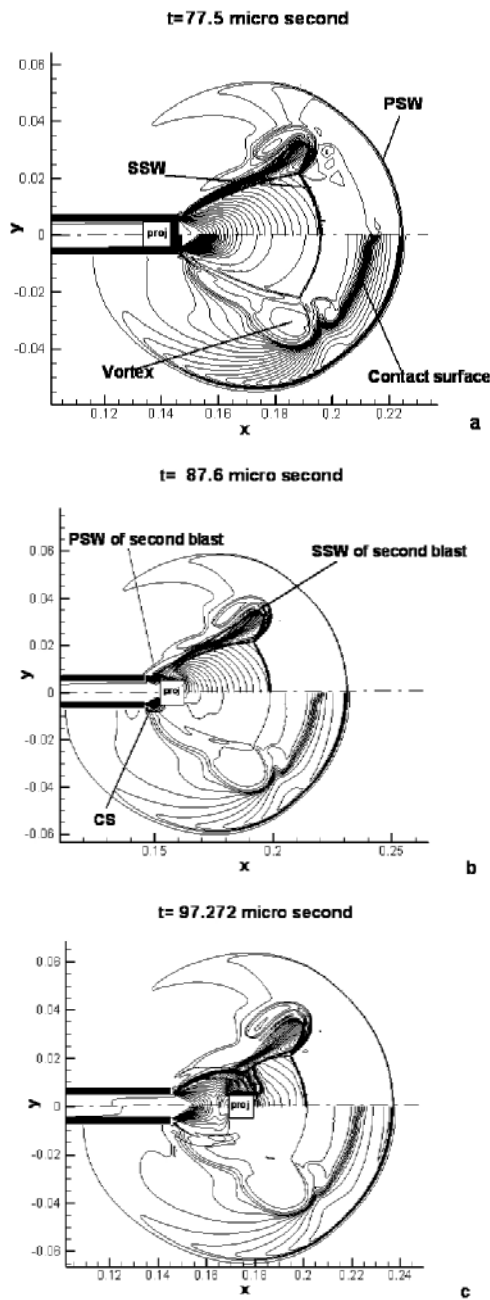 t=77.5 micro second
0.06
0.04
PSW
SSW
0.02
y
0
proj
-0.02
-0.04
Vortex
Contact surface
0.12 0.14 0.16 0.18 0.2 0.22
x
a
t= 87.6 micro second
0.06
PSW of second blast
SSW of second blast
0.04
0.02
y
0
proj
-0.02
-0.04
CS
-0.06
0.15 0.2 0.25
x
b
t= 97.272 micro second
0.06
0.04
0.02
y
0
proj
-0.02
-0.04
-0.06
0.12 0.14 0.16 0.18 0.2 0.22 0.24
x
c